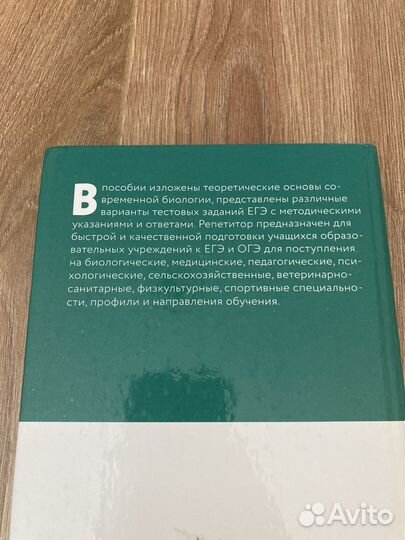 В пособии изложены теоретические основы со-
временной биологии, представлены различные
варианты тестовых заданий ЕГЭ с методическими
указаниями и ответами. Репетитор предназначен для
быстрой и качественной подготовки учащихся образо-
вательных учреждений к ЕГЭ и ОГЭ для поступления
на биологические, медицинские, педагогические, пси-
хологические, сельскохозяйственные, ветеринарно-
санитарные, физкультурные, спортивные специально-
сти, профили и направления обучения.
Avito